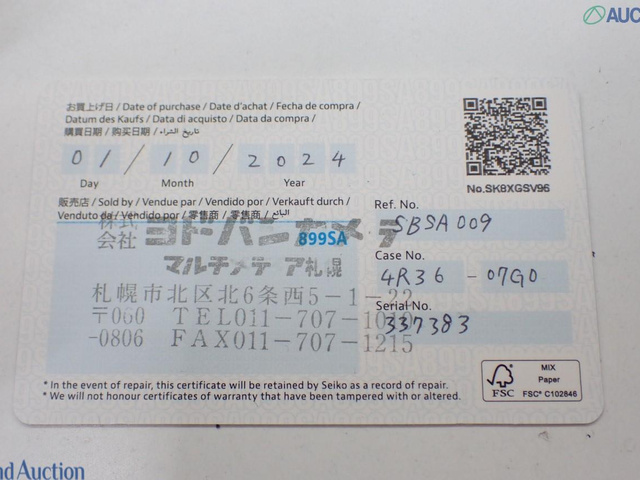 AUC
お買上げ日 / Date of purchase / Date d'achat / Fecha de compra /
Datum des Kaufs / Data di acquisto / Data da compra /
購買日期 / 购买日期 / تاريخ الشراء
01 / 10 / 2024
Day Month Year
No.SK8XGSV96
販売店 / Sold by / Vendue par / Vendido por / Verkauft durch /
Venduto da / Vendido por / 零售商 / 零售商 / البائع
株式
会社 ヨドバシカメラ
899SA
マルチメディア札幌
札幌市北区北6条西5-1-22
〒060 TEL011-707-1010
-0806 FAX011-707-1215
Ref. No.
SBSA009
Case No.
4R36 - 07G0
Serial No.
337383
* In the event of repair, this certificate will be retained by Seiko as a record of repair.
* We will not honour certificates of warranty that have been tampered with or altered.
FSC
MIX
Paper
FSC® C102846
nd Auction